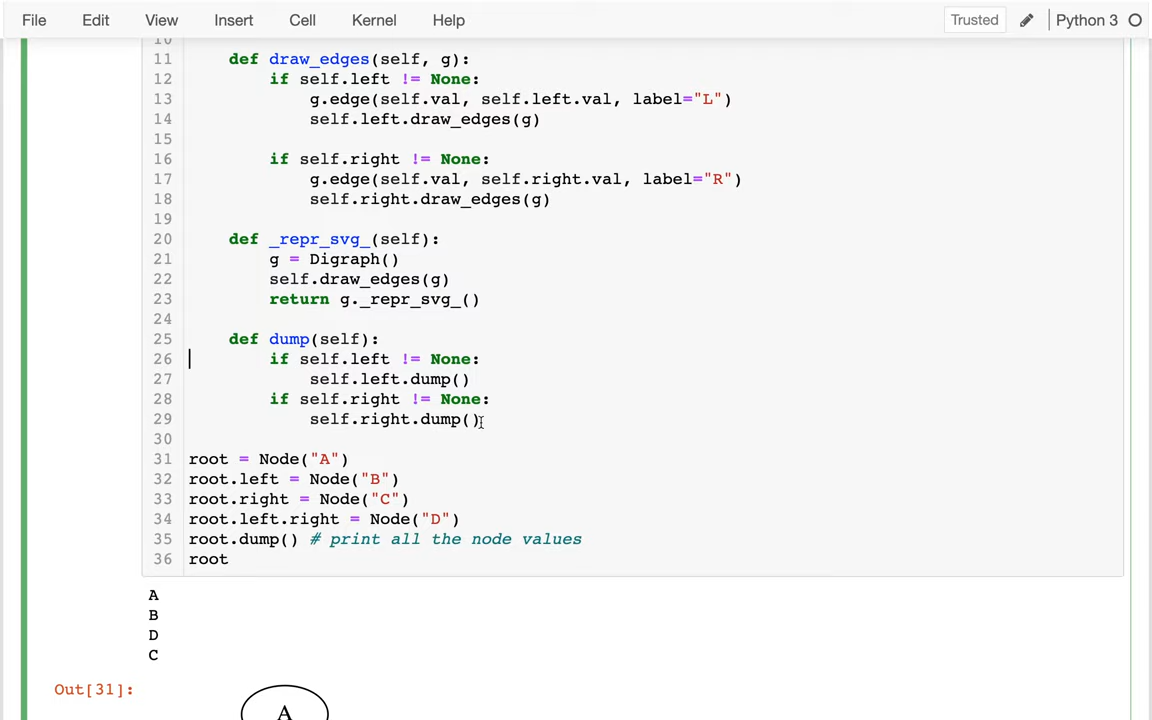 File Edit View Insert Cell Kernel Help Trusted Python 3
10
11 def draw_edges(self, g):
12 if self.left != None:
13 g.edge(self.val, self.left.val, label="L")
14 self.left.draw_edges(g)
15
16 if self.right != None:
17 g.edge(self.val, self.right.val, label="R")
18 self.right.draw_edges(g)
19
20 def _repr_svg_(self):
21 g = Digraph()
22 self.draw_edges(g)
23 return g._repr_svg_()
24
25 def dump(self):
26 if self.left != None:
27 self.left.dump()
28 if self.right != None:
29 self.right.dump()
30
31 root = Node("A")
32 root.left = Node("B")
33 root.right = Node("C")
34 root.left.right = Node("D")
35 root.dump() # print all the node values
36 root
A
B
D
C
Out[31]:
A